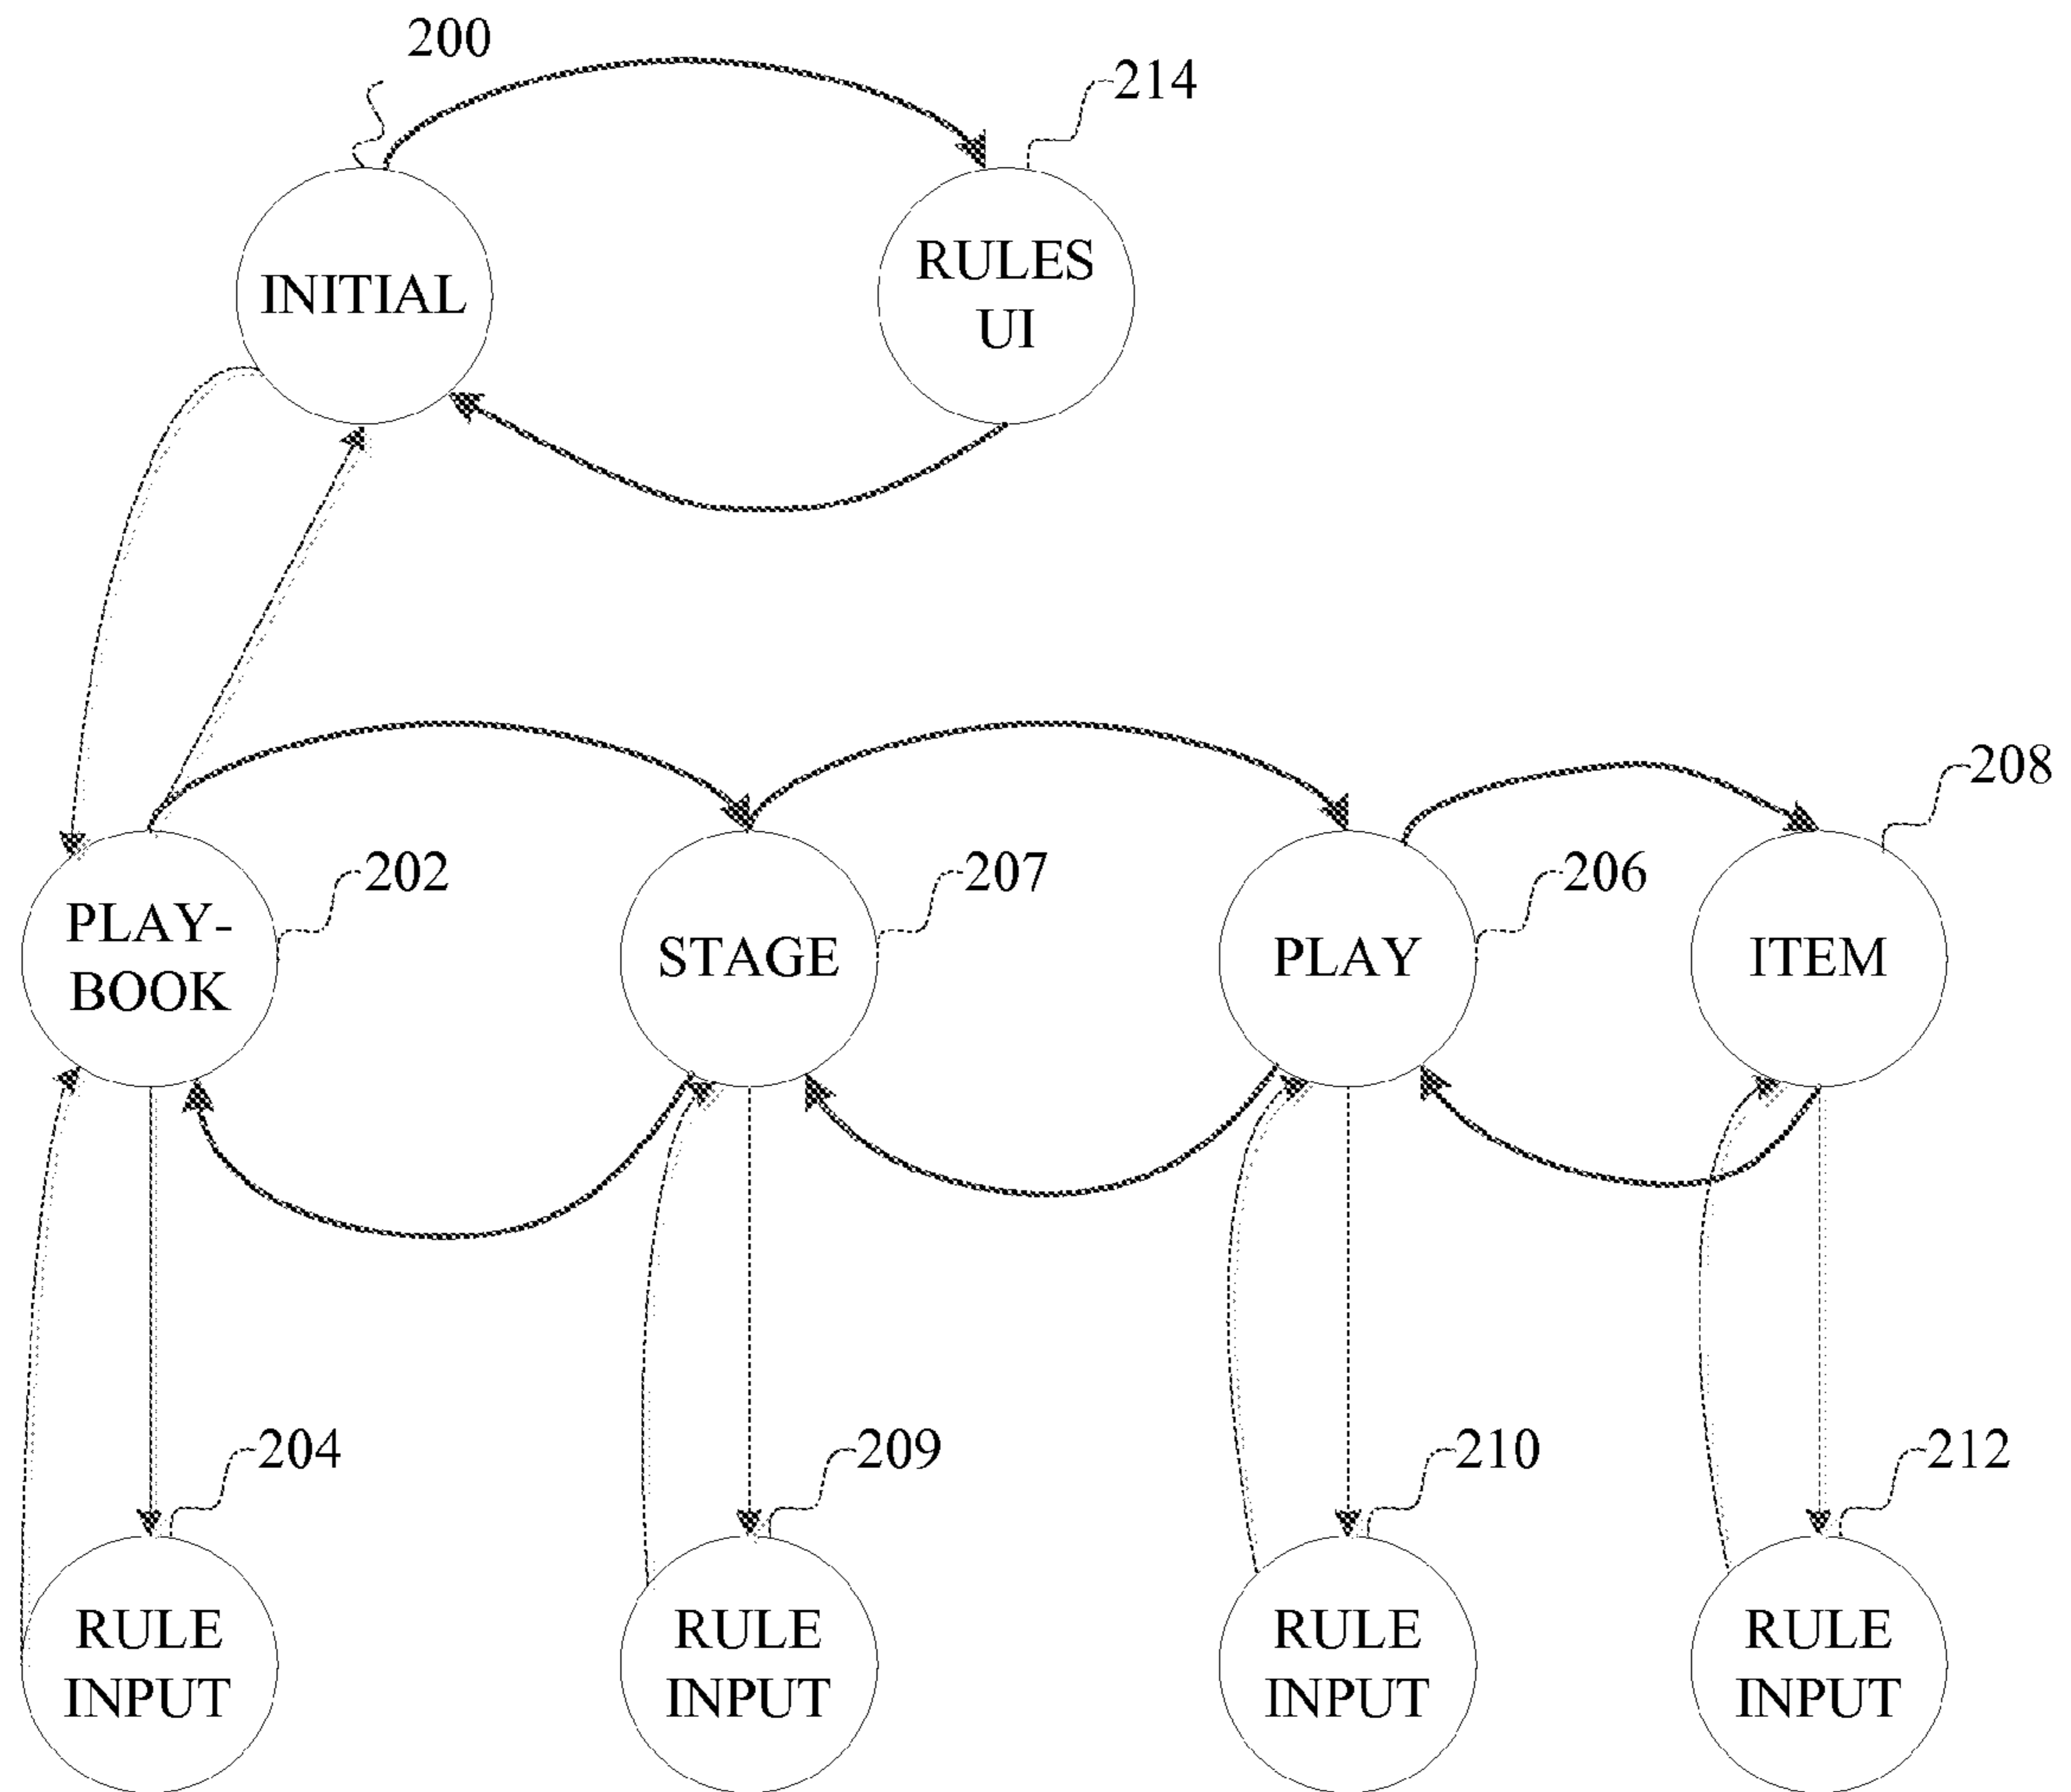 200
214
INITIAL
RULES
UI
208
202
207
206
PLAY-
BOOK
STAGE
PLAY
ITEM
204
209
210
212
RULE
INPUT
RULE
INPUT
RULE
INPUT
RULE
INPUT